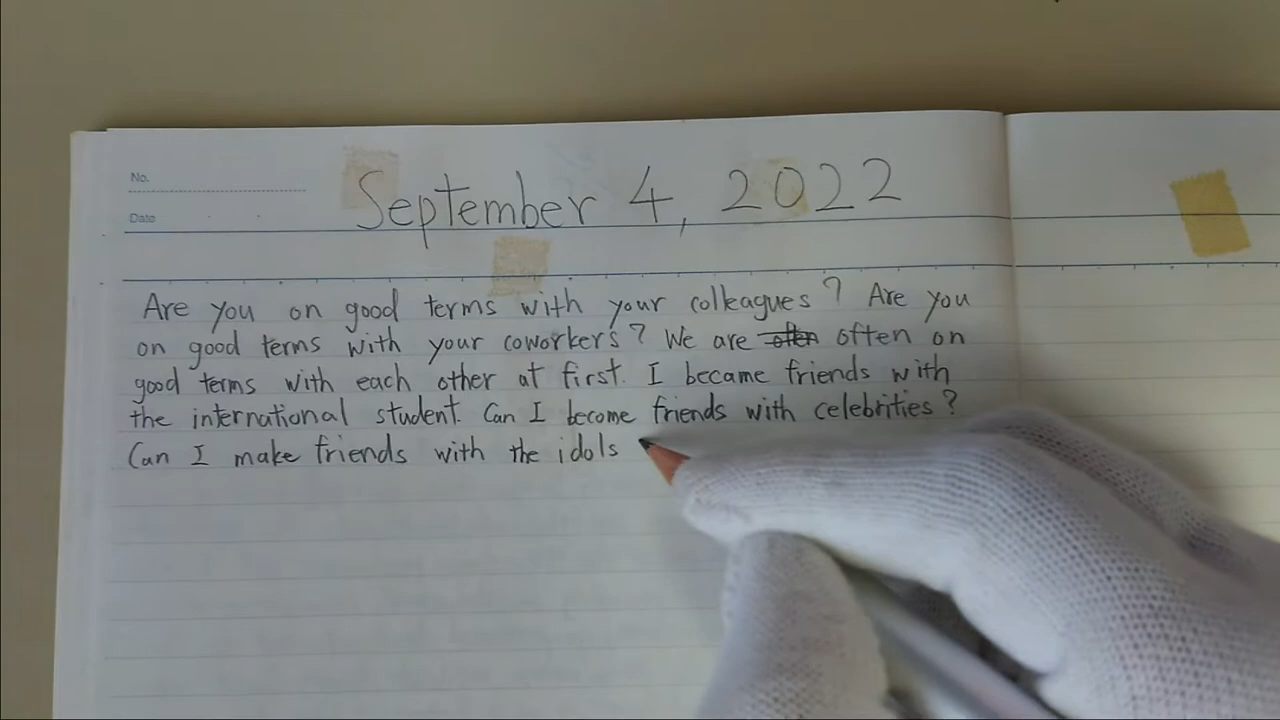 No.
September 4, 2022
Date
Are you on good terms with your colleagues? Are you
on good terms with your coworkers? We are often often on
good terms with each other at first. I became friends with
the international student. Can I become friends with celebrities?
Can I make friends with the idols